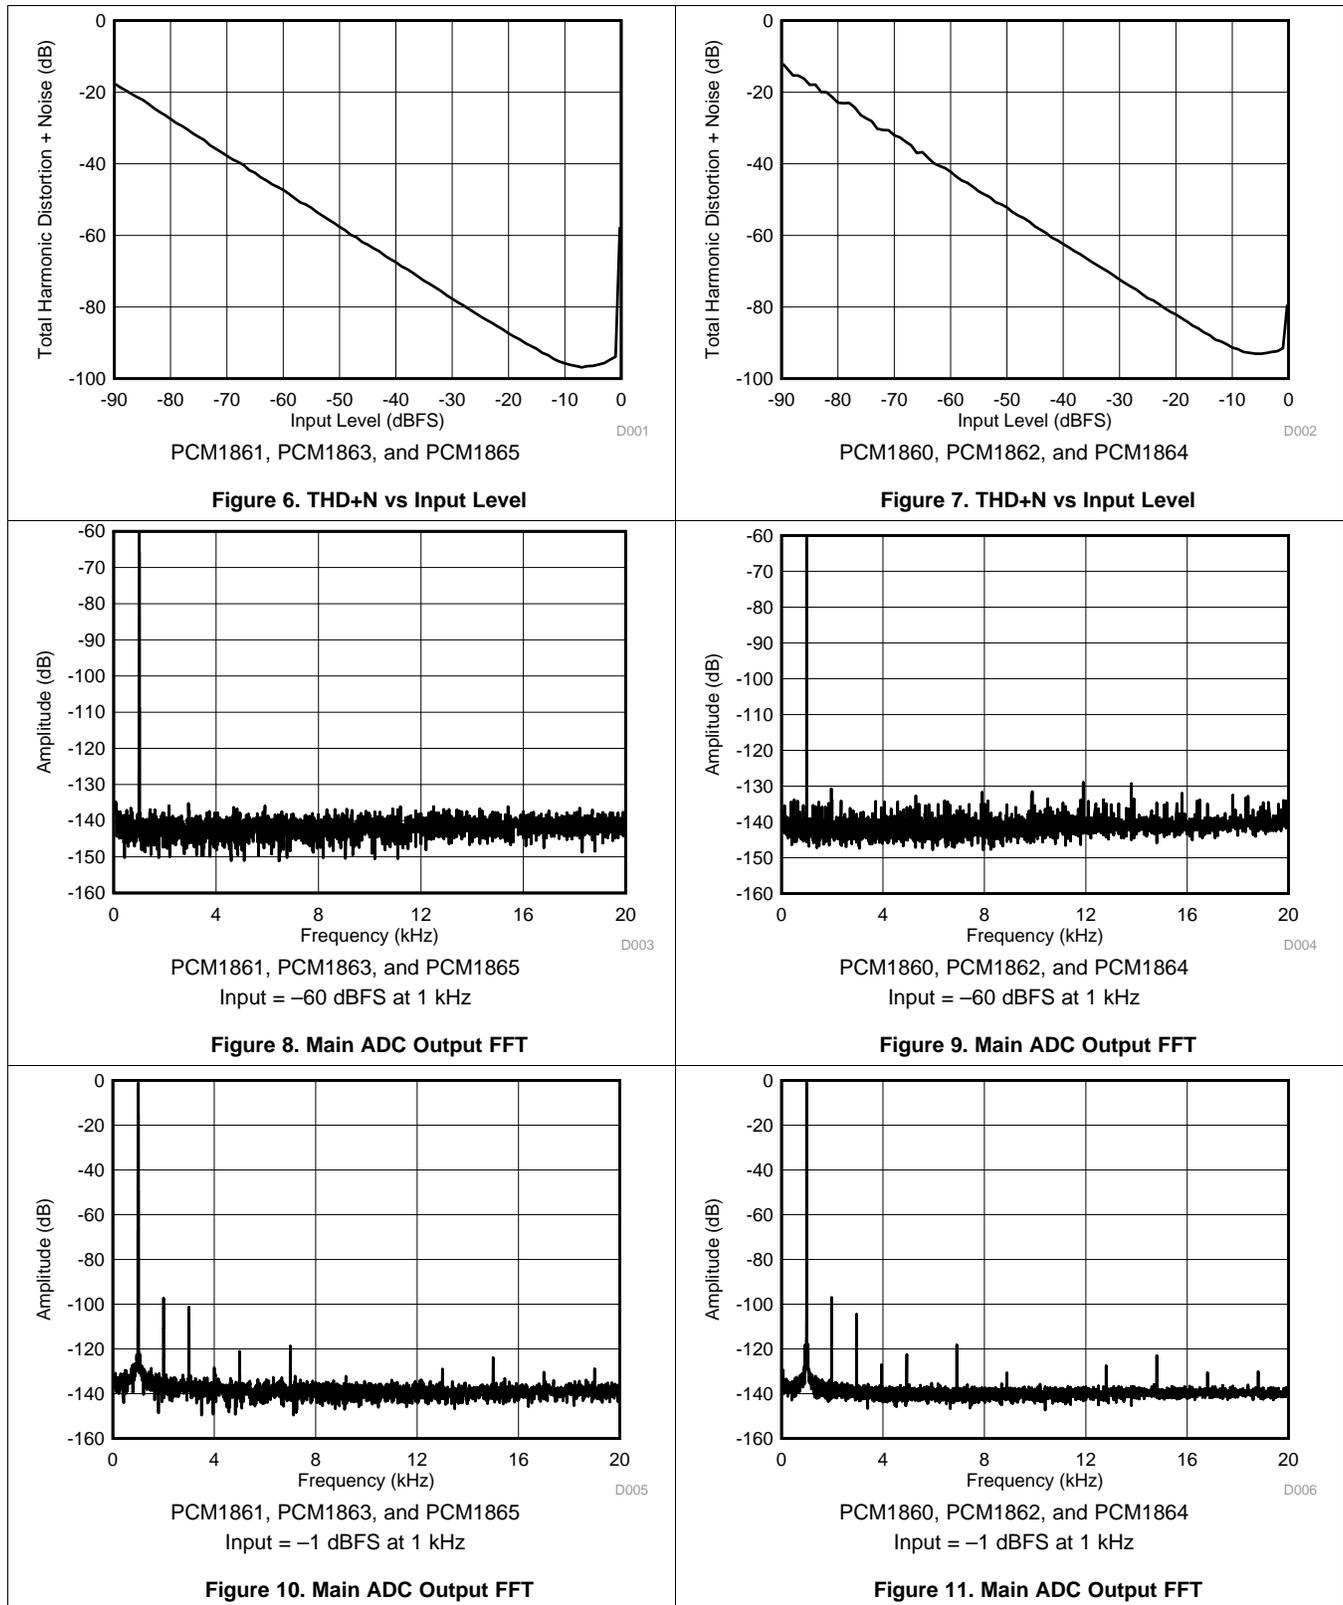 0
-20
-40
-60
-80
-100
Total Harmonic Distortion + Noise (dB)
-90 -80 -70 -60 -50 -40 -30 -20 -10 0
Input Level (dBFS)
D001
PCM1861, PCM1863, and PCM1865
Figure 6. THD+N vs Input Level
0
-20
-40
-60
-80
-100
Total Harmonic Distortion + Noise (dB)
-90 -80 -70 -60 -50 -40 -30 -20 -10 0
Input Level (dBFS)
D002
PCM1860, PCM1862, and PCM1864
Figure 7. THD+N vs Input Level
-60
-70
-80
-90
-100
-110
-120
-130
-140
-150
-160
Amplitude (dB)
0 4 8 12 16 20
Frequency (kHz)
D003
PCM1861, PCM1863, and PCM1865
Input = –60 dBFS at 1 kHz
Figure 8. Main ADC Output FFT
-60
-70
-80
-90
-100
-110
-120
-130
-140
-150
-160
Amplitude (dB)
0 4 8 12 16 20
Frequency (kHz)
D004
PCM1860, PCM1862, and PCM1864
Input = –60 dBFS at 1 kHz
Figure 9. Main ADC Output FFT
0
-20
-40
-60
-80
-100
-120
-140
-160
Amplitude (dB)
0 4 8 12 16 20
Frequency (kHz)
D005
PCM1861, PCM1863, and PCM1865
Input = –1 dBFS at 1 kHz
Figure 10. Main ADC Output FFT
0
-20
-40
-60
-80
-100
-120
-140
-160
Amplitude (dB)
0 4 8 12 16 20
Frequency (kHz)
D006
PCM1860, PCM1862, and PCM1864
Input = –1 dBFS at 1 kHz
Figure 11. Main ADC Output FFT